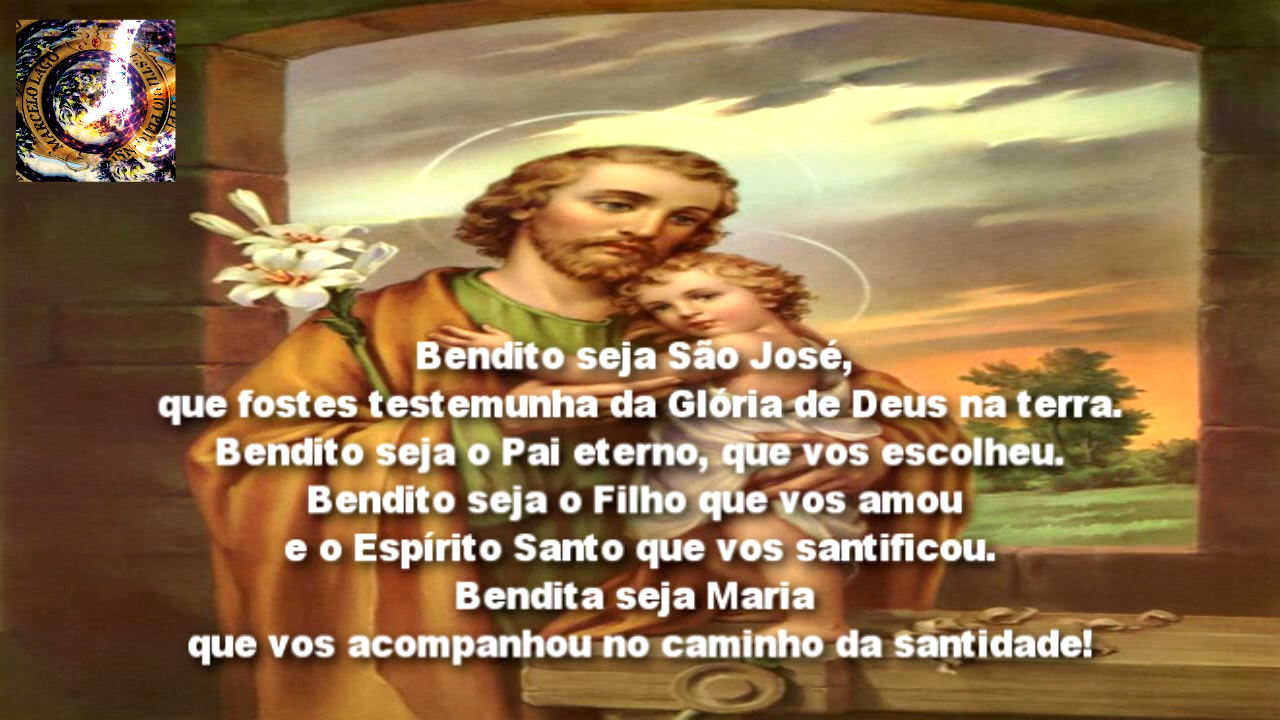 MARCELO LAGO
Bendito seja São José,
que fostes testemunha da Glória de Deus na terra.
Bendito seja o Pai eterno, que vos escolheu.
Bendito seja o Filho que vos amou
e o Espírito Santo que vos santificou.
Bendita seja Maria
que vos acompanhou no caminho da santidade!